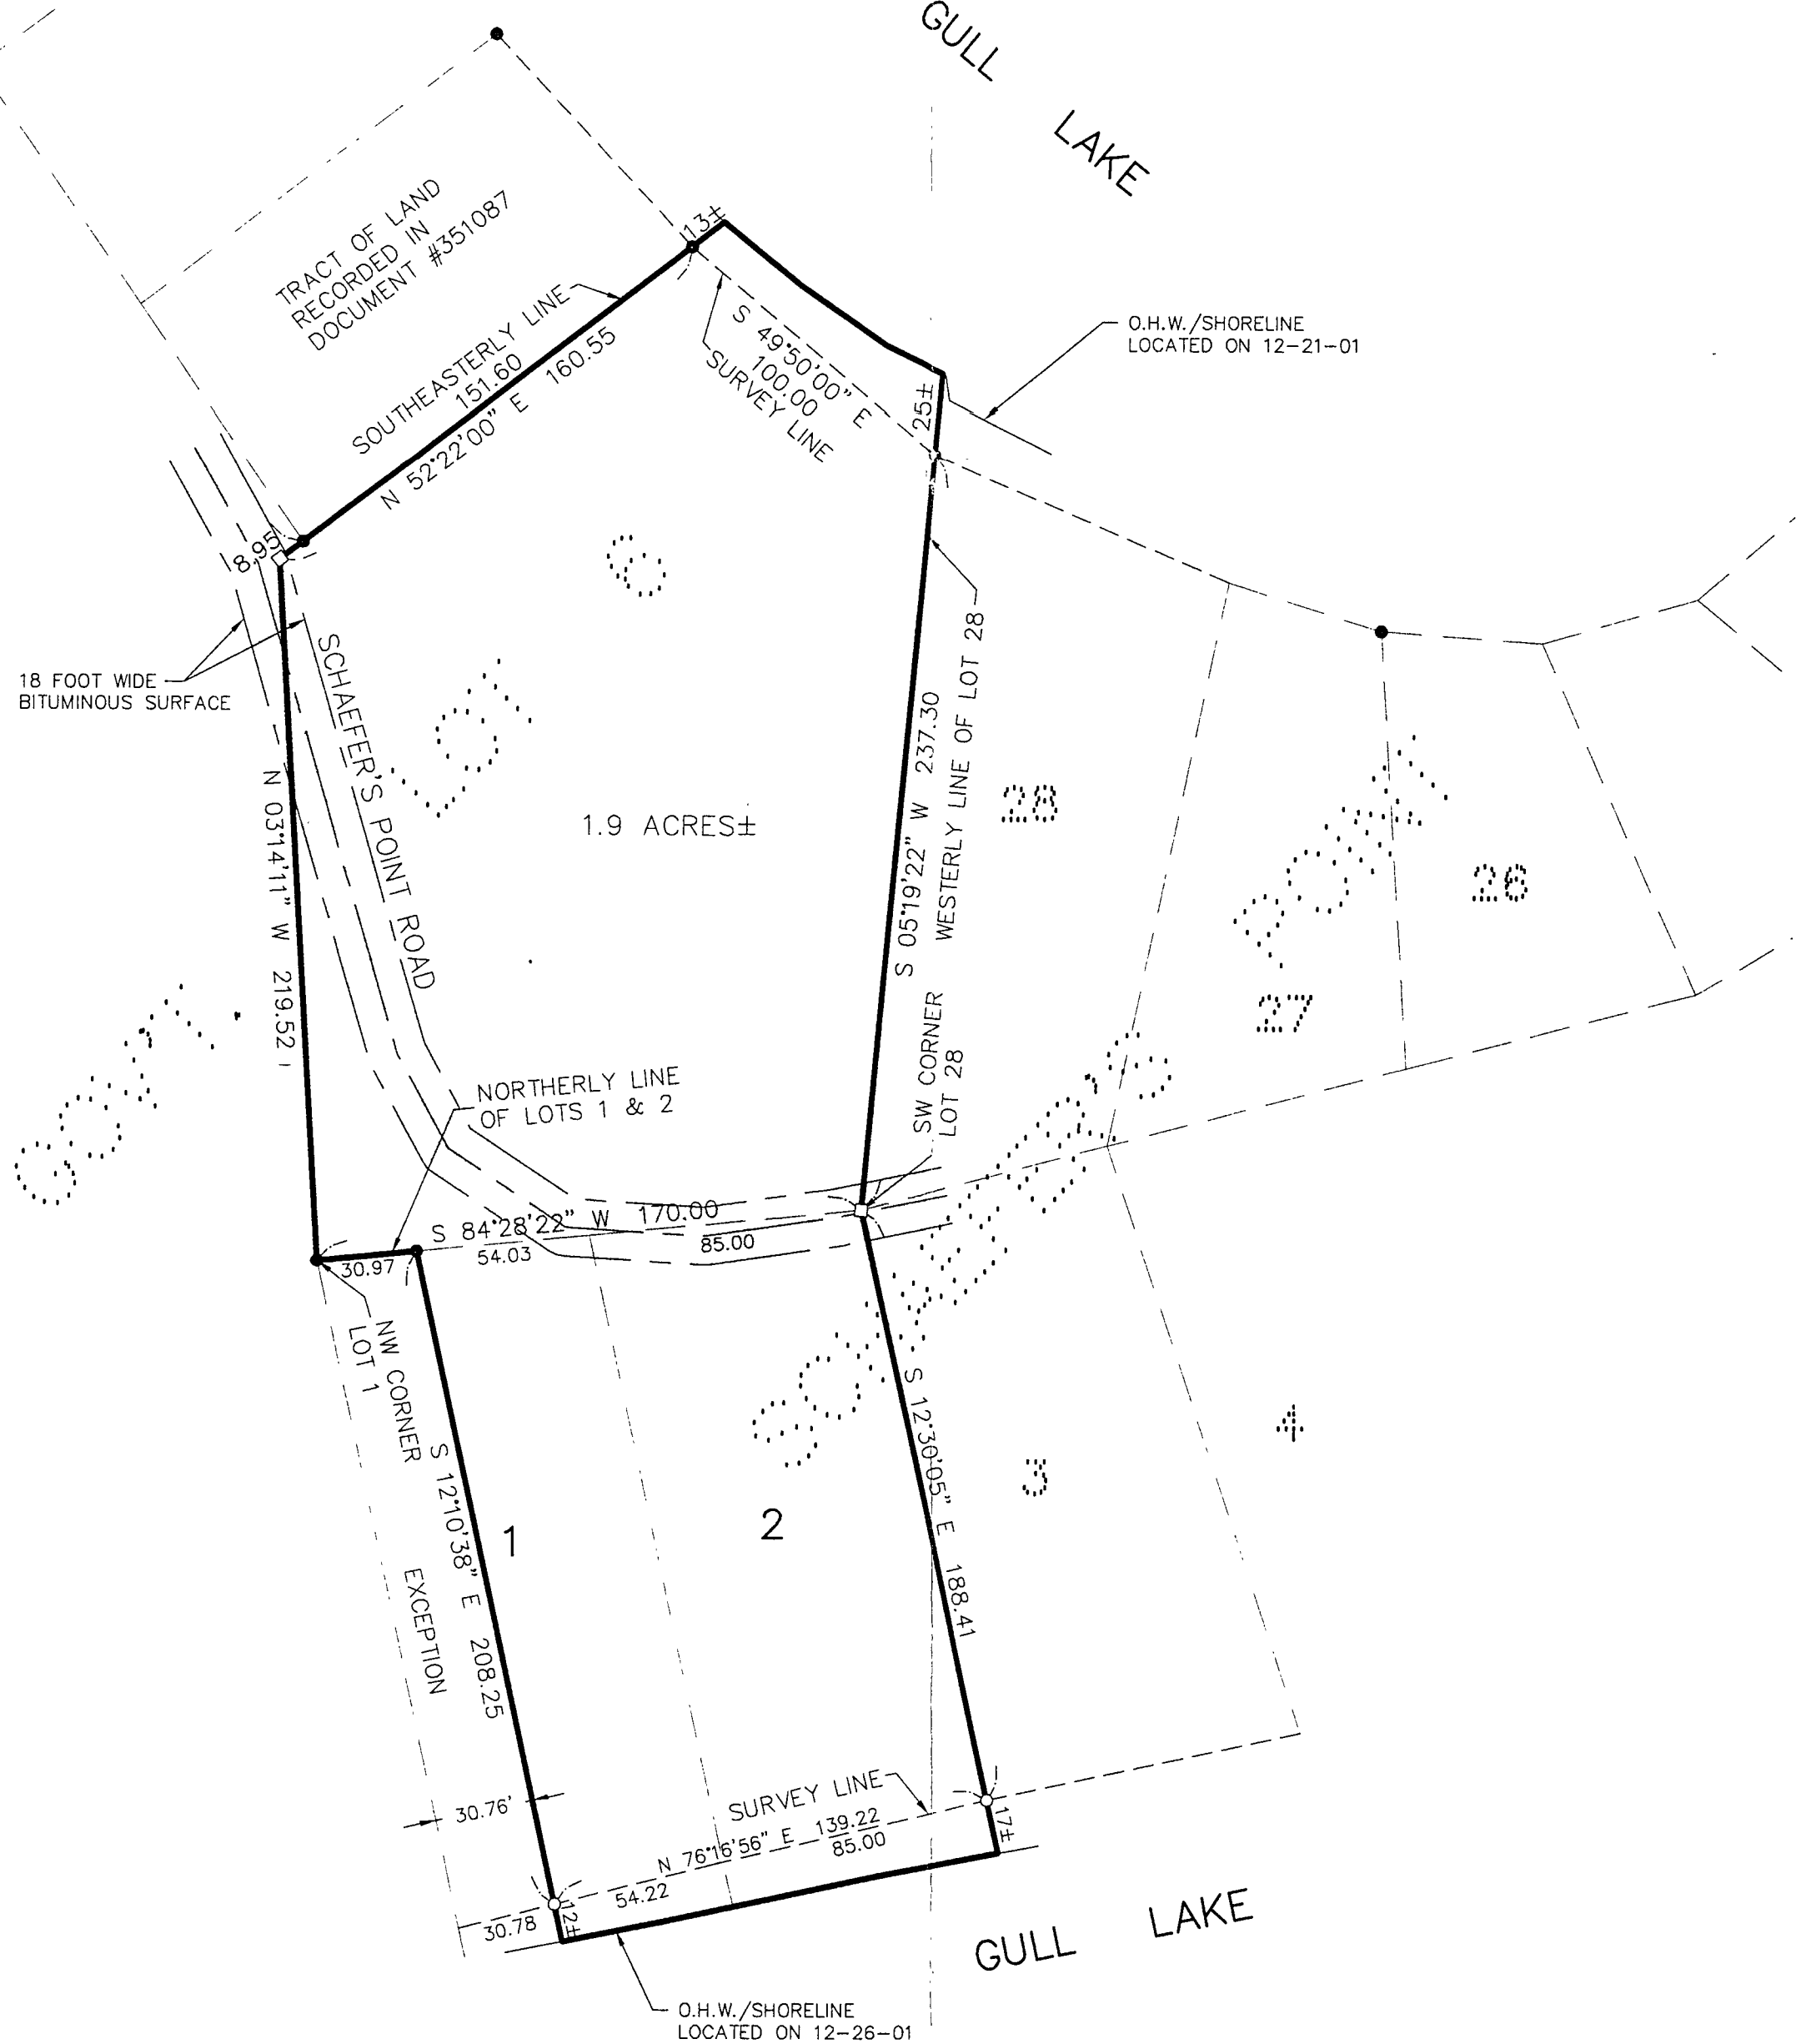 GULL
LAKE
TRACT OF LAND
RECORDED IN
DOCUMENT #351087
13±
SOUTHEASTERLY LINE
151.60
N 52°22'00" E 160.55
S 49°50'00" E
100.00
SURVEY LINE
O.H.W./SHORELINE
LOCATED ON 12-21-01
25±
8.95
6
18 FOOT WIDE
BITUMINOUS SURFACE
SCHAEFER'S POINT ROAD
LOT
N 03°14'11" W 219.52
1.9 ACRES±
S 05°19'22" W 237.30
WESTERLY LINE OF LOT 28
28
POINT
26
27
GOVT.
SW CORNER
LOT 28
NORTHERLY LINE
OF LOTS 1 & 2
SCHAEFER'S
S 84°28'22" W 170.00
54.03
85.00
30.97
NW CORNER
LOT 1
S 12°10'38" E 208.25
EXCEPTION
1
2
S 12°30'05" E 188.41
3
4
30.76'
SURVEY LINE
N 76°16'56" E 139.22
85.00
54.22
17±
30.78
12±
GULL LAKE
O.H.W./SHORELINE
LOCATED ON 12-26-01